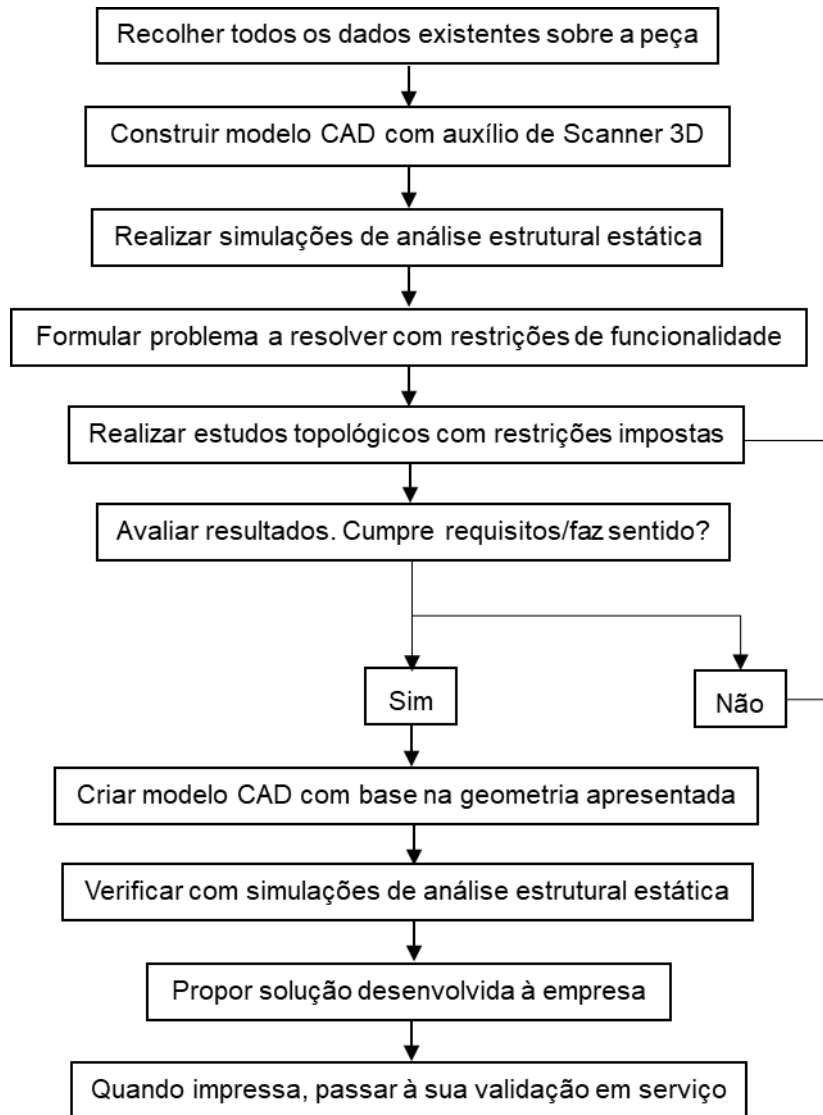 Recolher todos os dados existentes sobre a peça
Construir modelo CAD com auxílio de Scanner 3D
Realizar simulações de análise estrutural estática
Formular problema a resolver com restrições de funcionalidade
Realizar estudos topológicos com restrições impostas
Avaliar resultados. Cumpre requisitos/faz sentido?
Sim
Não
Criar modelo CAD com base na geometria apresentada
Verificar com simulações de análise estrutural estática
Propor solução desenvolvida à empresa
Quando impressa, passar à sua validação em serviço